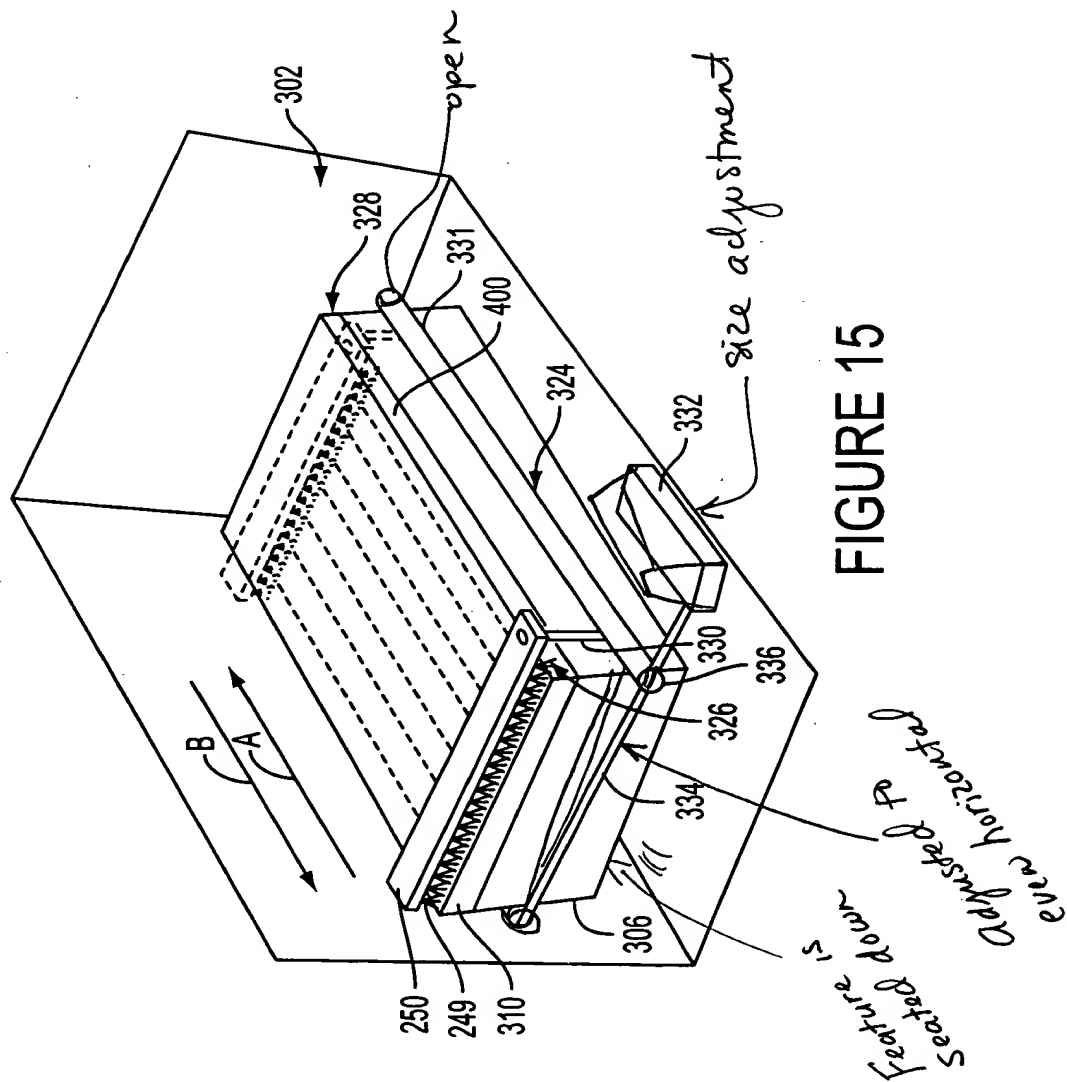 302
open
328
331
400
324
size adjustment
332
FIGURE 15
B
A
330
326
336
334
Adjusted to
even horizontal
Feature is
Seated down
306
250
249
310